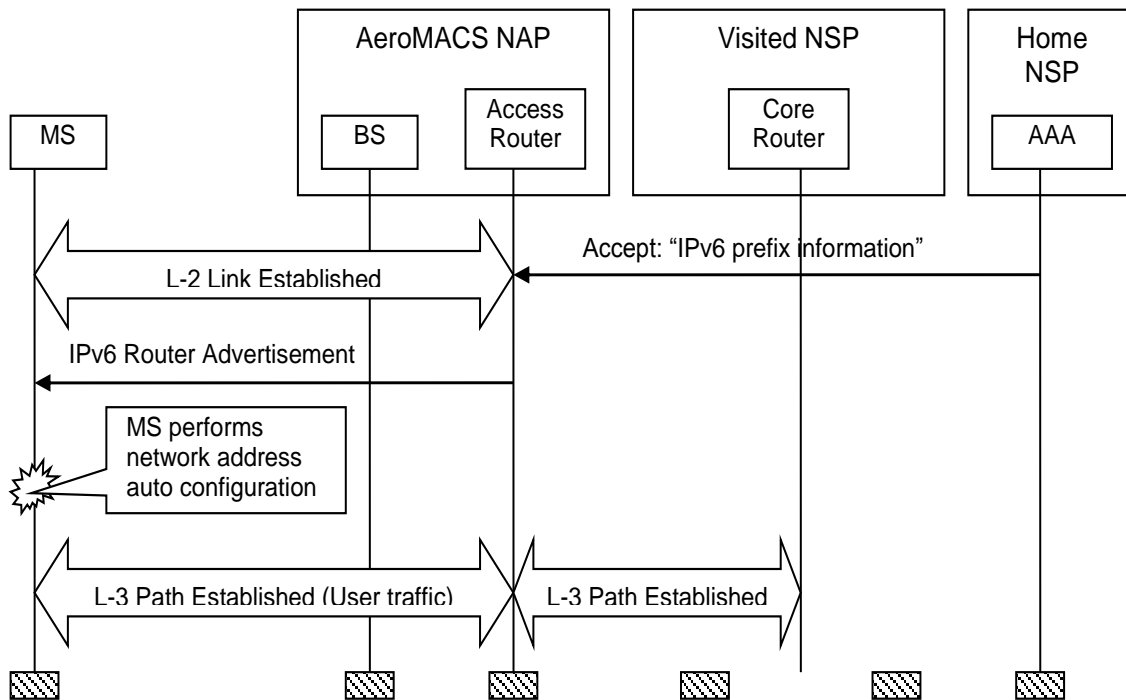 AeroMACS NAP
Visited NSP
Home
NSP
MS
BS
Access
Router
Core
Router
AAA
L-2 Link Established
Accept: “IPv6 prefix information”
IPv6 Router Advertisement
MS performs
network address
auto configuration
L-3 Path Established (User traffic)
L-3 Path Established